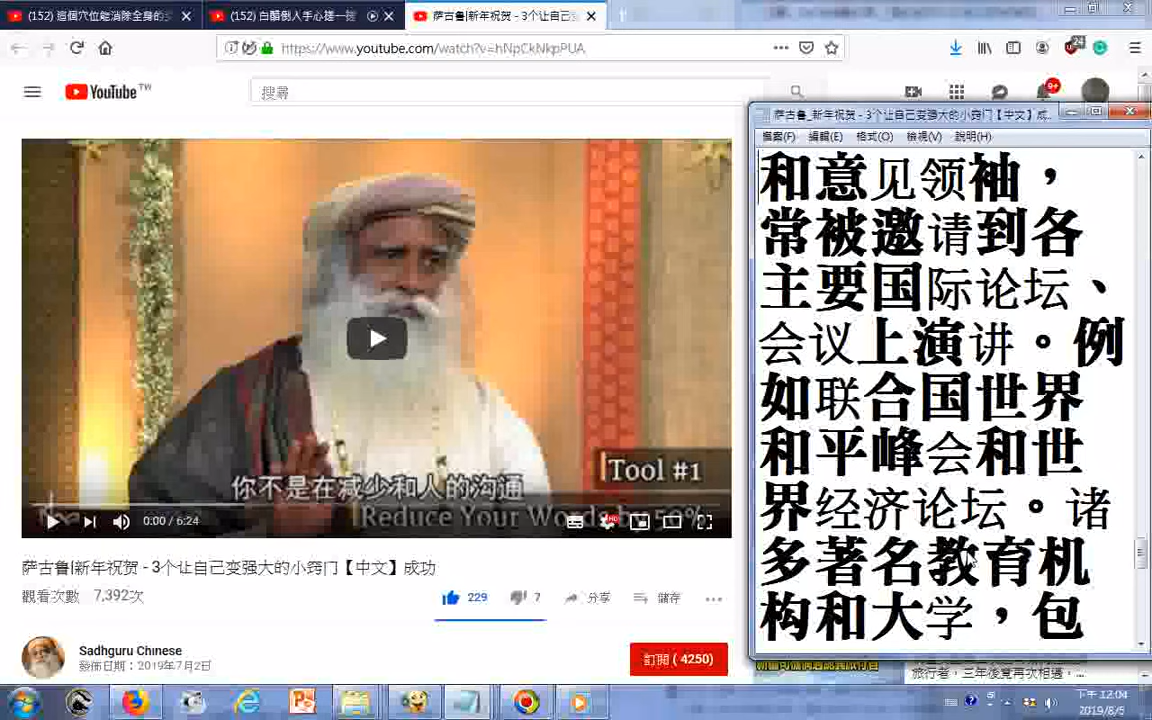 (152) 這個穴位能消除全身的
(152) 白醋倒入手心搓一搓
萨古鲁|新年祝贺 - 3个让自己
https://www.youtube.com/watch?v=hNpCkNkpPUA
24
YouTube TW
搜尋
9+
萨古鲁_新年祝贺 - 3个让自己变强大的小窍门【中文】成...
檔案(F) 編輯(E) 格式(O) 檢視(V) 說明(H)
和意见领袖，
常被邀请到各
主要国际论坛、
会议上演讲。例
如联合国世界
和平峰会和世
界经济论坛。诸
多著名教育机
构和大学，包
Tool #1
你不是在减少和人的沟通
Reduce Your Words by 50%
0:00 / 6:24
HD
萨古鲁|新年祝贺 - 3个让自己变强大的小窍门【中文】成功
觀看次數 7,392次
229
7
分享
儲存
Sadhguru Chinese
發佈日期：2019年7月2日
訂閱 ( 4250)
旅行者，三年後竟再次相遇，...
下午 12:04
2019/8/5